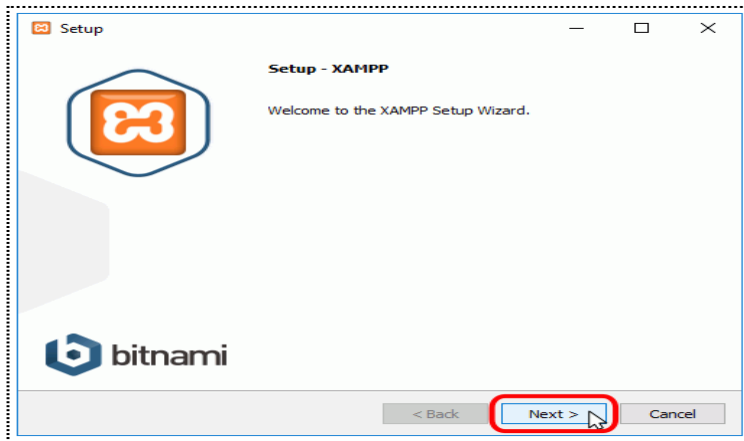 Setup
Setup - XAMPP
Welcome to the XAMPP Setup Wizard.
bitnami
< Back
Next >
Cancel